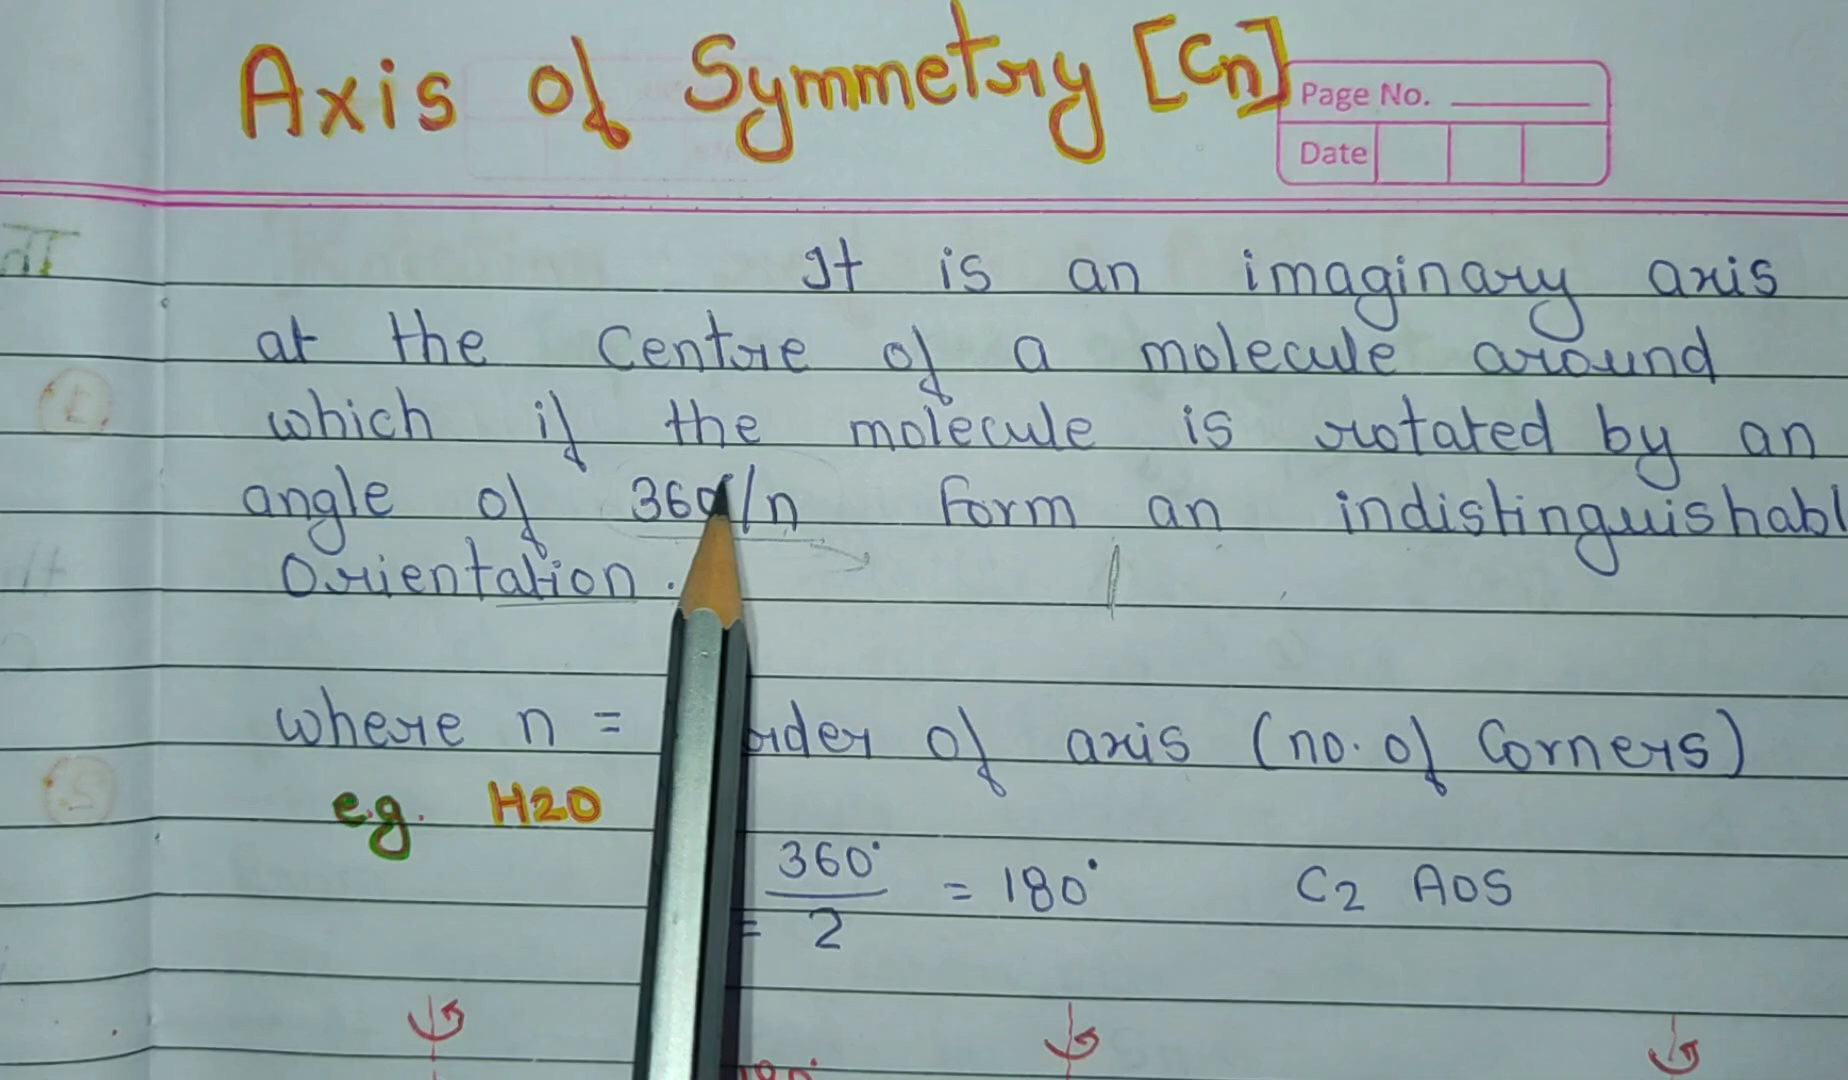 Axis of Symmetry [Cn]
Page No.
Date
It is an imaginary axis
at the Centre of a molecule around
which if the molecule is rotated by an
angle of 360°/n form an indistinguishabl
Orientation.
where n = order of axis (no. of Corners)
e.g. H2O
= 360°/2 = 180° C2 AOS
180°